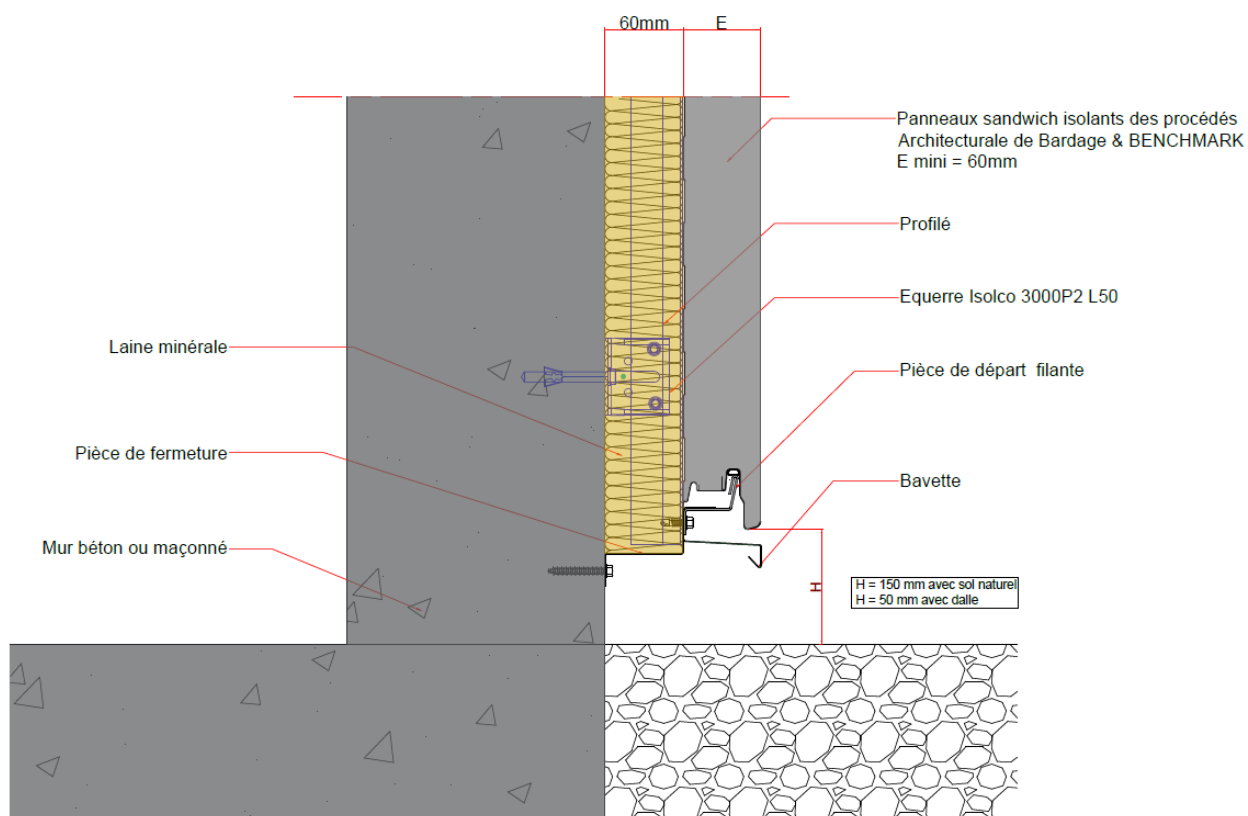 60mm
E
Panneaux sandwich isolants des procédés
Architecturale de Bardage & BENCHMARK
E mini = 60mm
Profilé
Equerre Isolco 3000P2 L50
Laine minérale
Pièce de départ filante
Pièce de fermeture
Bavette
Mur béton ou maçonné
H
H = 150 mm avec sol naturel
H = 50 mm avec dalle